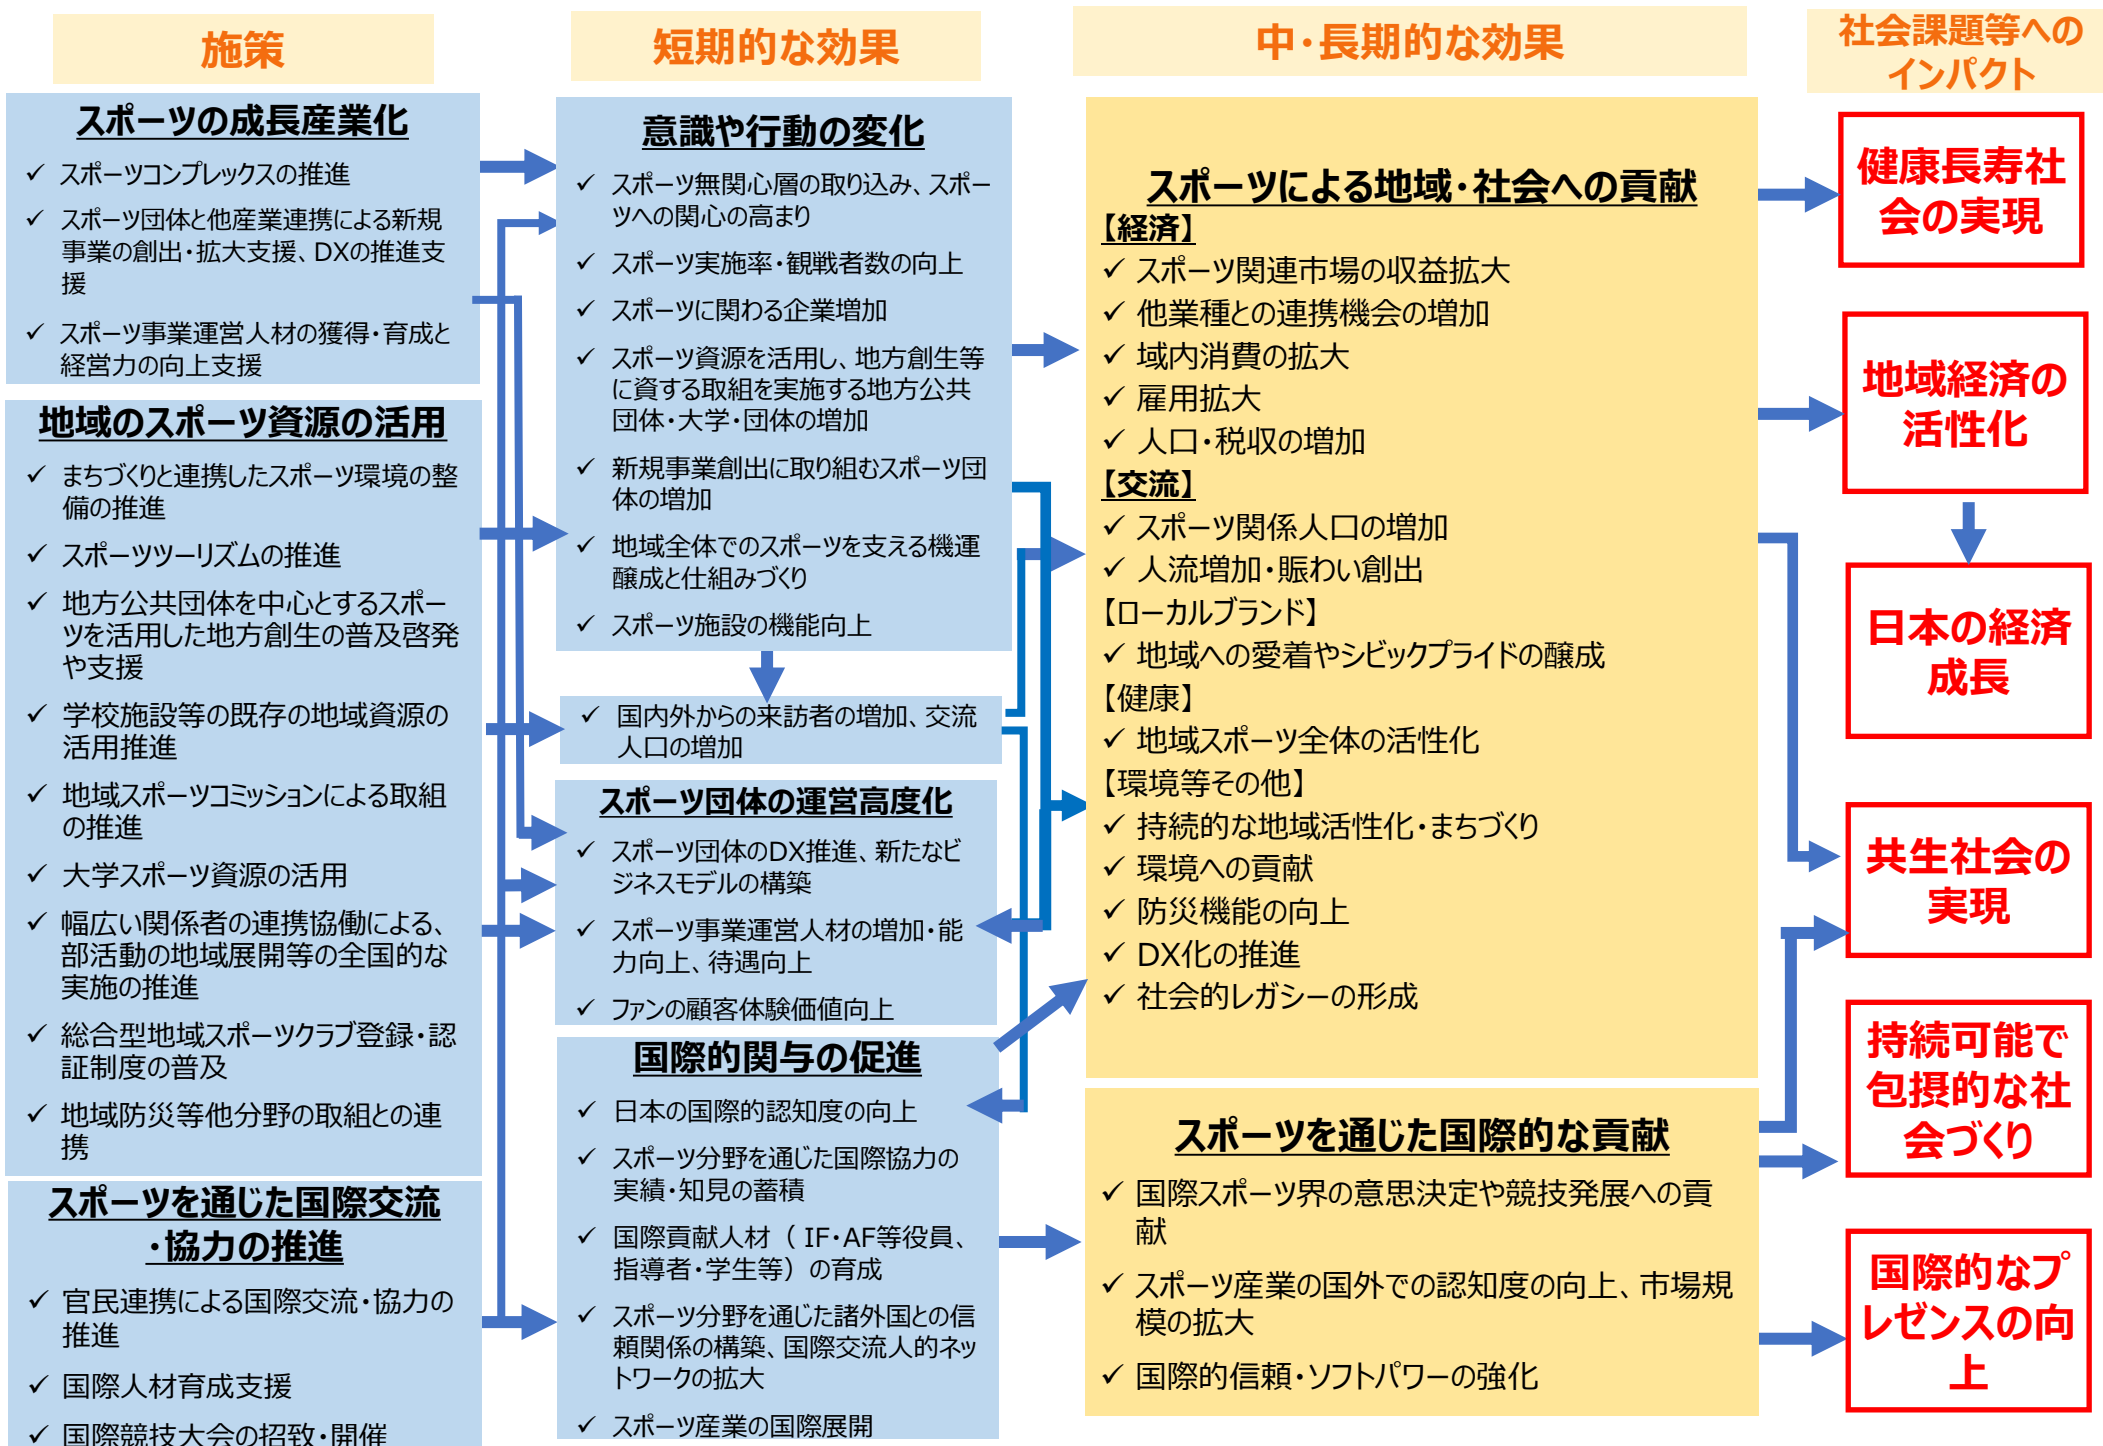 施策
スポーツの成長産業化
✓ スポーツコンプレックスの推進
✓ スポーツ団体と他産業連携による新規
事業の創出・拡大支援、DXの推進支
援
✓ スポーツ事業運営人材の獲得・育成と
経営力の向上支援
地域のスポーツ資源の活用
✓ まちづくりと連携したスポーツ環境の整
備の推進
✓ スポーツツーリズムの推進
✓ 地方公共団体を中心とするスポー
ツを活用した地方創生の普及啓発
や支援
✓ 学校施設等の既存の地域資源の
活用推進
✓ 地域スポーツコミッションによる取組
の推進
✓ 大学スポーツ資源の活用
✓ 幅広い関係者の連携協働による、
部活動の地域展開等の全国的な
実施の推進
✓ 総合型地域スポーツクラブ登録・認
証制度の普及
✓ 地域防災等他分野の取組との連
携
スポーツを通じた国際交流
・協力の推進
✓ 官民連携による国際交流・協力の
推進
✓ 国際人材育成支援
✓ 国際競技大会の招致・開催
短期的な効果
意識や行動の変化
✓ スポーツ無関心層の取り込み、スポー
ツへの関心の高まり
✓ スポーツ実施率・観戦者数の向上
✓ スポーツに関わる企業増加
✓ スポーツ資源を活用し、地方創生等
に資する取組を実施する地方公共
団体・大学・団体の増加
✓ 新規事業創出に取り組むスポーツ団
体の増加
✓ 地域全体でのスポーツを支える機運
醸成と仕組みづくり
✓ スポーツ施設の機能向上
✓ 国内外からの来訪者の増加、交流
人口の増加
スポーツ団体の運営高度化
✓ スポーツ団体のDX推進、新たなビ
ジネスモデルの構築
✓ スポーツ事業運営人材の増加・能
力向上、待遇向上
✓ ファンの顧客体験価値向上
国際的関与の促進
✓ 日本の国際的認知度の向上
✓ スポーツ分野を通じた国際協力の
実績・知見の蓄積
✓ 国際貢献人材（ IF・AF等役員、
指導者・学生等）の育成
✓ スポーツ分野を通じた諸外国との信
頼関係の構築、国際交流人的ネッ
トワークの拡大
✓ スポーツ産業の国際展開
中・長期的な効果
スポーツによる地域・社会への貢献
【経済】
✓ スポーツ関連市場の収益拡大
✓ 他業種との連携機会の増加
✓ 域内消費の拡大
✓ 雇用拡大
✓ 人口・税収の増加
【交流】
✓ スポーツ関係人口の増加
✓ 人流増加・賑わい創出
【ローカルブランド】
✓ 地域への愛着やシビックプライドの醸成
【健康】
✓ 地域スポーツ全体の活性化
【環境等その他】
✓ 持続的な地域活性化・まちづくり
✓ 環境への貢献
✓ 防災機能の向上
✓ DX化の推進
✓ 社会的レガシーの形成
スポーツを通じた国際的な貢献
✓ 国際スポーツ界の意思決定や競技発展への貢
献
✓ スポーツ産業の国外での認知度の向上、市場規
模の拡大
✓ 国際的信頼・ソフトパワーの強化
社会課題等への
インパクト
健康長寿社
会の実現
地域経済の
活性化
日本の経済
成長
共生社会の
実現
持続可能で
包摂的な社
会づくり
国際的なプ
レゼンスの向
上